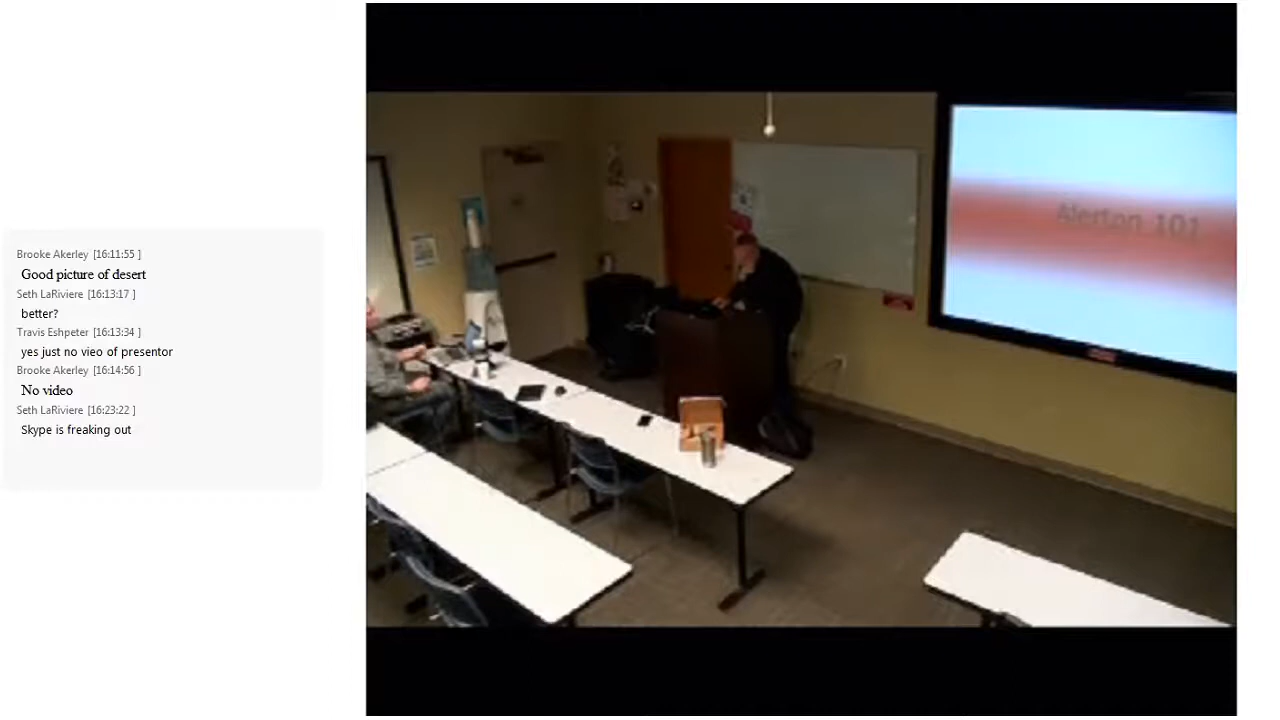 Brooke Akerley [16:11:55 ]
Good picture of desert
Seth LaRiviere [16:13:17 ]
better?
Travis Eshpeter [16:13:34 ]
yes just no vieo of presentor
Brooke Akerley [16:14:56 ]
No video
Seth LaRiviere [16:23:22 ]
Skype is freaking out
Alerton 101